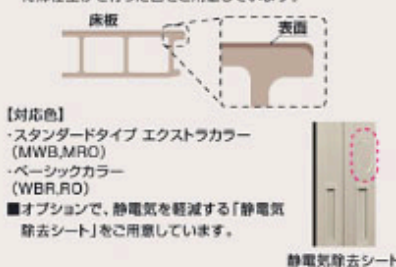 床板
表面
【対応色】
・スタンダードタイプ エクストラカラー
(MWB,MRO)
・ベーシックカラー
(WBR,RO)
■オプションで、静電気を軽減する「静電気
除去シート」をご用意しています。
静電気除去シート